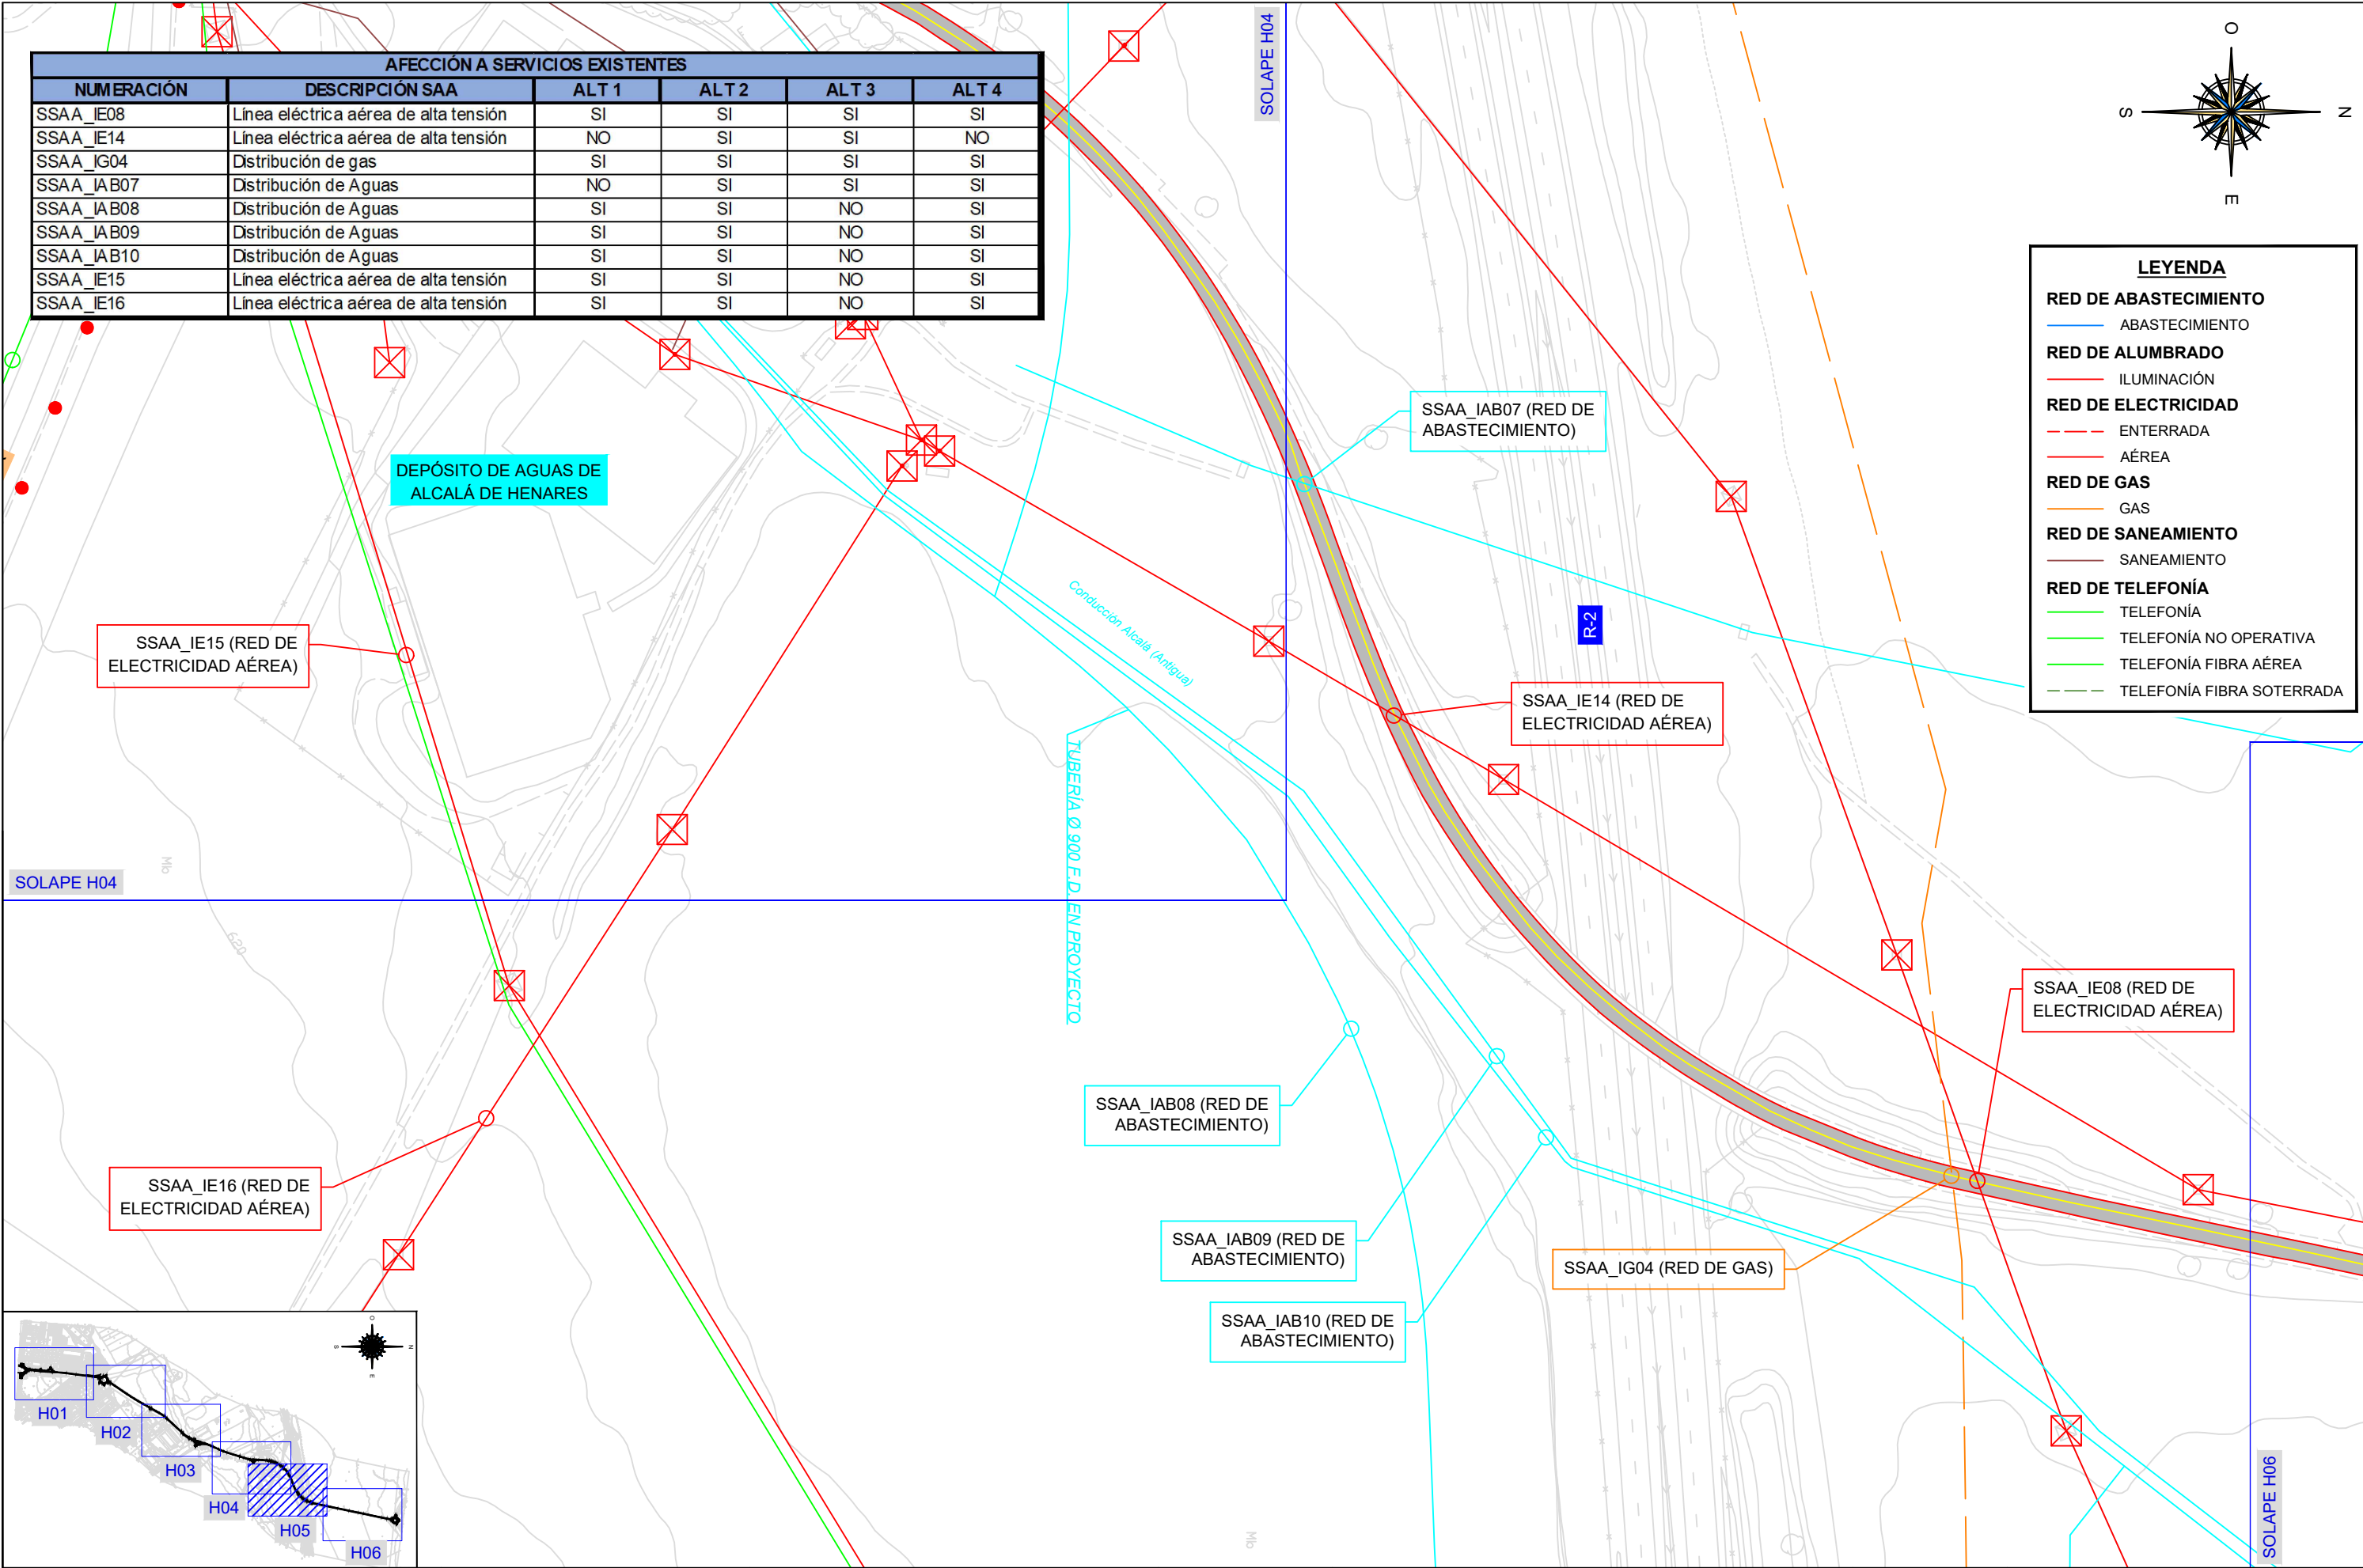 AFECCIÓN A SERVICIOS EXISTENTES
NUMERACIÓN DESCRIPCIÓN SAA ALT 1 ALT 2 ALT 3 ALT 4
SSAA_IE08 Línea eléctrica aérea de alta tensión SI SI SI SI
SSAA_IE14 Línea eléctrica aérea de alta tensión NO SI SI NO
SSAA_IG04 Distribución de gas SI SI SI SI
SSAA_IAB07 Distribución de Aguas NO SI SI SI
SSAA_IAB08 Distribución de Aguas SI SI NO SI
SSAA_IAB09 Distribución de Aguas SI SI NO SI
SSAA_IAB10 Distribución de Aguas SI SI NO SI
SSAA_IE15 Línea eléctrica aérea de alta tensión SI SI NO SI
SSAA_IE16 Línea eléctrica aérea de alta tensión SI SI NO SI
SOLAPE H04
O
S
N
E
LEYENDA
RED DE ABASTECIMIENTO
ABASTECIMIENTO
RED DE ALUMBRADO
ILUMINACIÓN
RED DE ELECTRICIDAD
ENTERRADA
AÉREA
RED DE GAS
GAS
RED DE SANEAMIENTO
SANEAMIENTO
RED DE TELEFONÍA
TELEFONÍA
TELEFONÍA NO OPERATIVA
TELEFONÍA FIBRA AÉREA
TELEFONÍA FIBRA SOTERRADA
SSAA_IAB07 (RED DE
ABASTECIMIENTO)
DEPÓSITO DE AGUAS DE
ALCALÁ DE HENARES
Conducción Alcalá (Antigua)
R-2
SSAA_IE15 (RED DE
ELECTRICIDAD AÉREA)
SSAA_IE14 (RED DE
ELECTRICIDAD AÉREA)
TUBERÍA Ø 900 F.D. EN PROYECTO
Mb
SOLAPE H04
620
SSAA_IE08 (RED DE
ELECTRICIDAD AÉREA)
SSAA_IAB08 (RED DE
ABASTECIMIENTO)
SSAA_IE16 (RED DE
ELECTRICIDAD AÉREA)
SSAA_IAB09 (RED DE
ABASTECIMIENTO)
SSAA_IG04 (RED DE GAS)
SSAA_IAB10 (RED DE
ABASTECIMIENTO)
Mb
SOLAPE H06
O
S
N
E
H01
H02
H03
H04
H05
H06